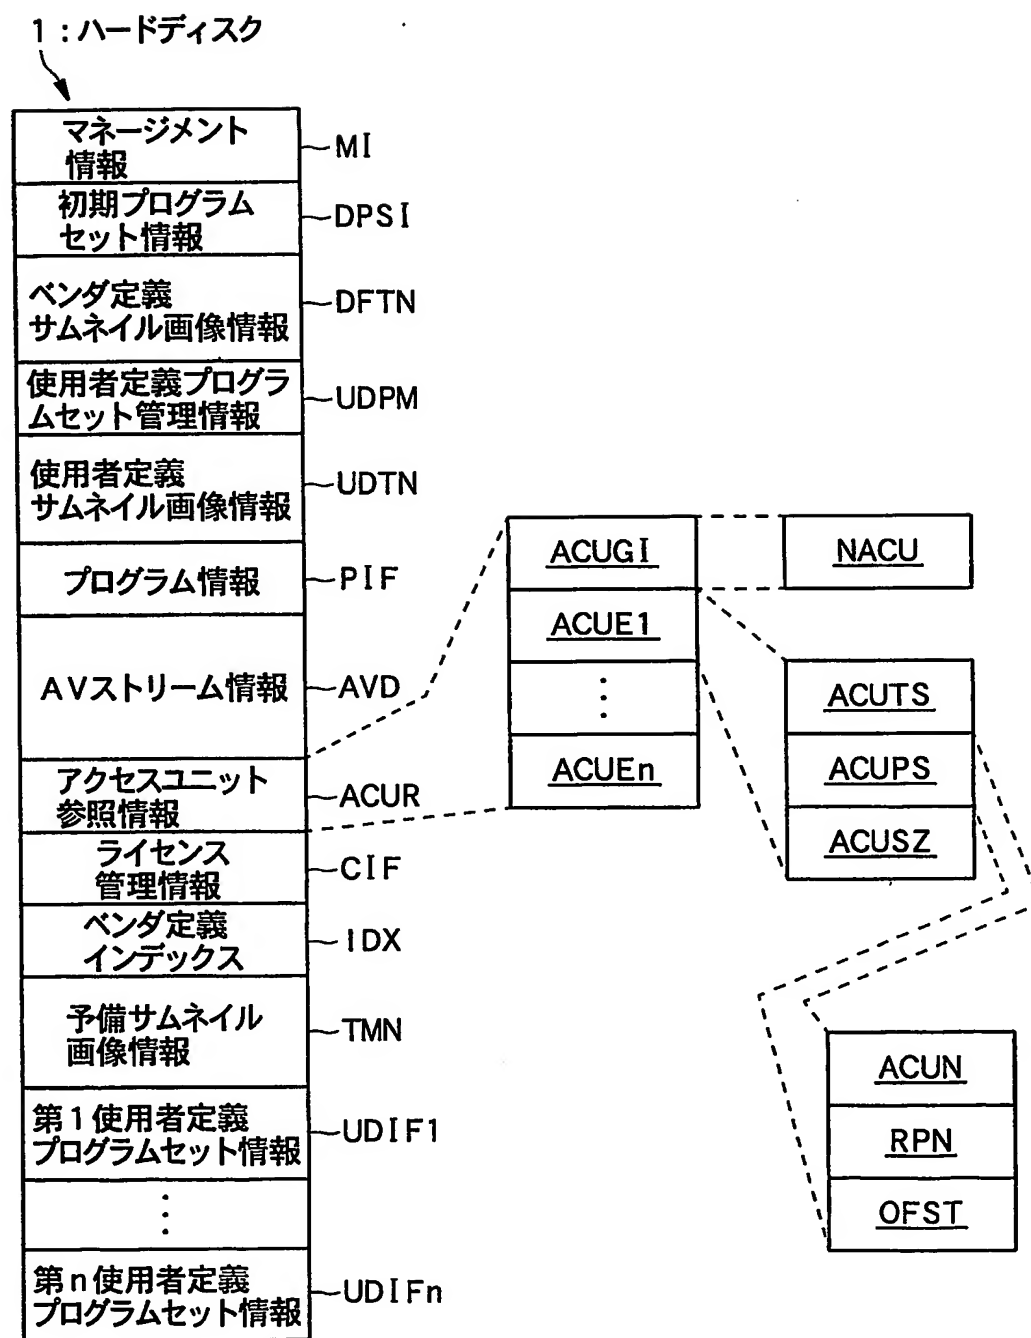 1：ハードディスク
マネージメント
情報
MI
初期プログラム
セット情報
DPSI
ベンダ定義
サムネイル画像情報
DFTN
使用者定義プログラ
ムセット管理情報
UDPM
使用者定義
サムネイル画像情報
UDTN
プログラム情報
PIF
AVストリーム情報
AVD
アクセスユニット
参照情報
ACUR
ライセンス
管理情報
CIF
ベンダ定義
インデックス
IDX
予備サムネイル
画像情報
TMN
第1使用者定義
プログラムセット情報
UDIF1
⋮
第n使用者定義
プログラムセット情報
UDIFn
ACUGI
ACUE1
⋮
ACUEn
NACU
ACUTS
ACUPS
ACUSZ
ACUN
RPN
OFST